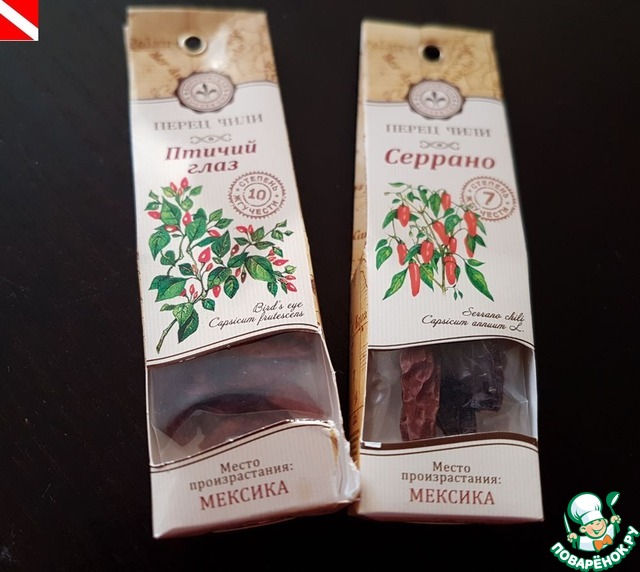 ПЕРЕЦ ЧИЛИ
Птичий
глаз
СТЕПЕНЬ
10
ЖГУЧЕСТИ
Bird's eye
Capsicum frutescens
Место
произрастания:
МЕКСИКА
ПЕРЕЦ ЧИЛИ
Серрано
СТЕПЕНЬ
7
ЖГУЧЕСТИ
Serrano chili
Capsicum annuum L.
Место
произрастания:
МЕКСИКА
ПОВАРЁНОК.РУ